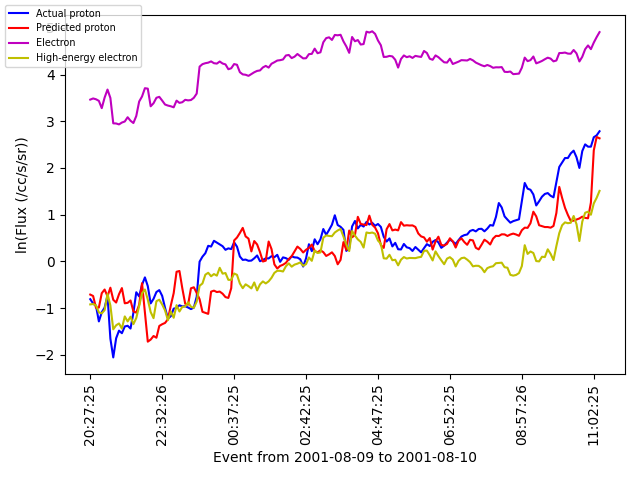 Actual proton
Predicted proton
Electron
High-energy electron
4
3
2
1
0
−1
−2
ln(Flux (/cc/s/sr))
20:27:25
22:32:26
00:37:25
02:42:25
04:47:25
06:52:25
08:57:26
11:02:25
Event from 2001-08-09 to 2001-08-10